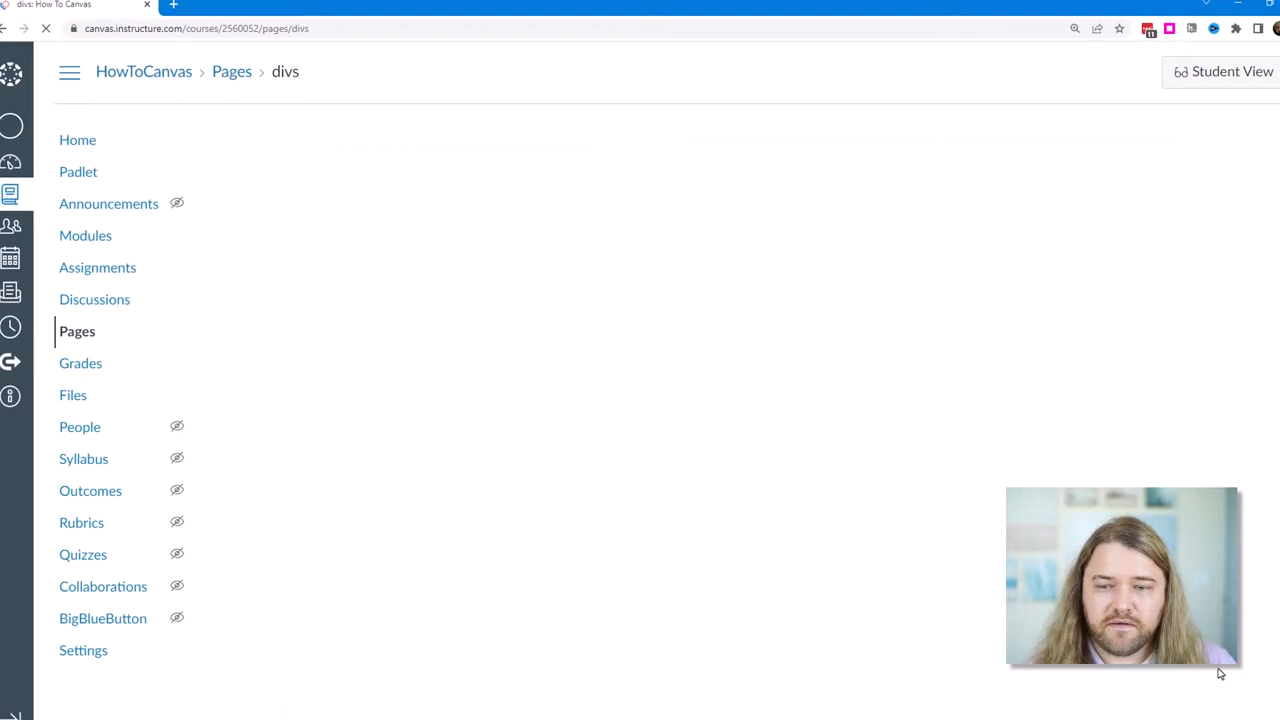 divs: How To Canvas
canvas.instructure.com/courses/2560052/pages/divs
11
HowToCanvas > Pages > divs
Student View
Home
Padlet
Announcements
Modules
Assignments
Discussions
Pages
Grades
Files
People
Syllabus
Outcomes
Rubrics
Quizzes
Collaborations
BigBlueButton
Settings